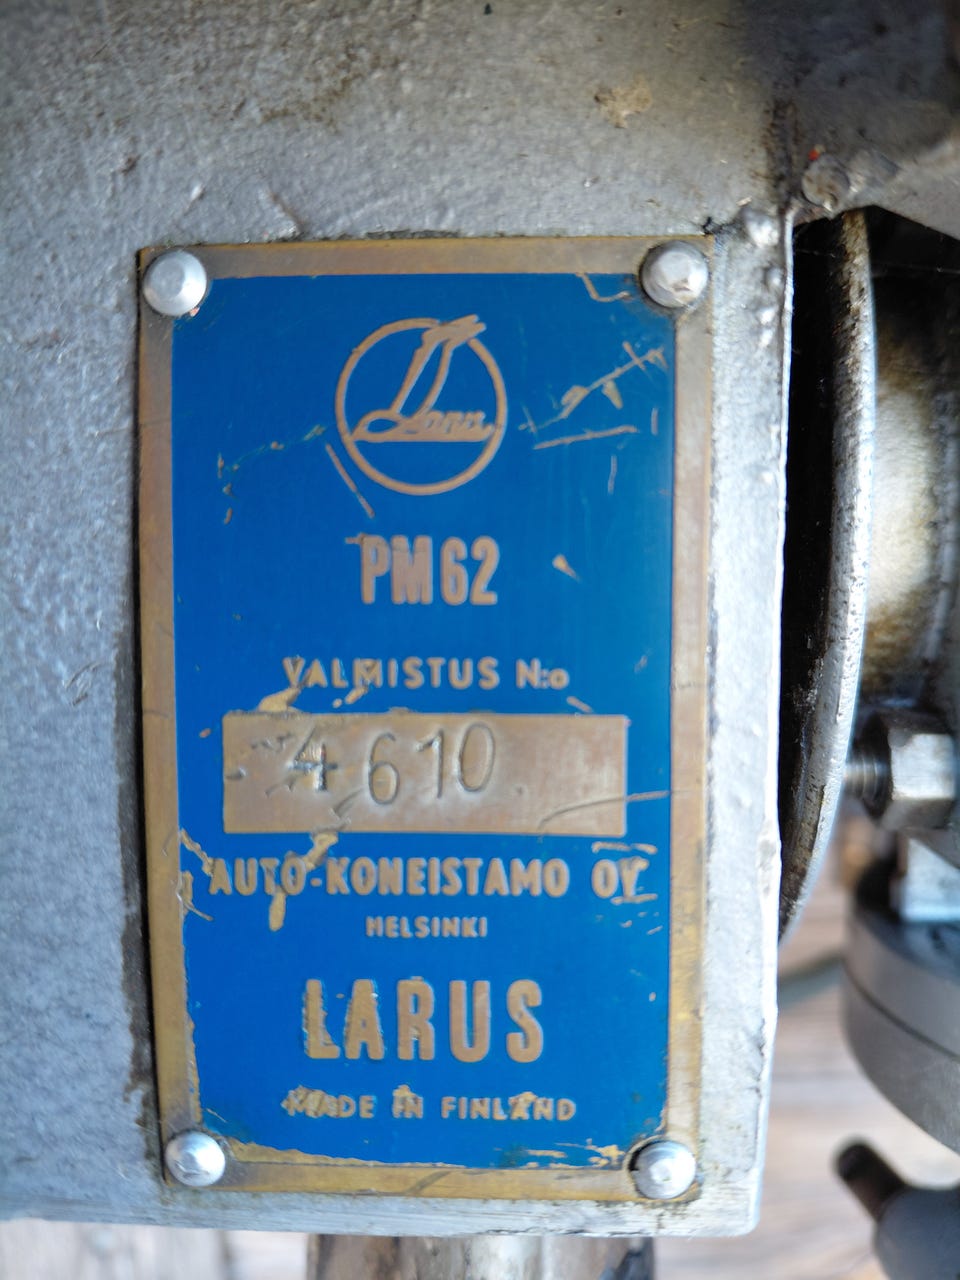 Larus
PM62
VALMISTUS N:o
4610
AUTO-KONEISTAMO OY
HELSINKI
LARUS
MADE IN FINLAND